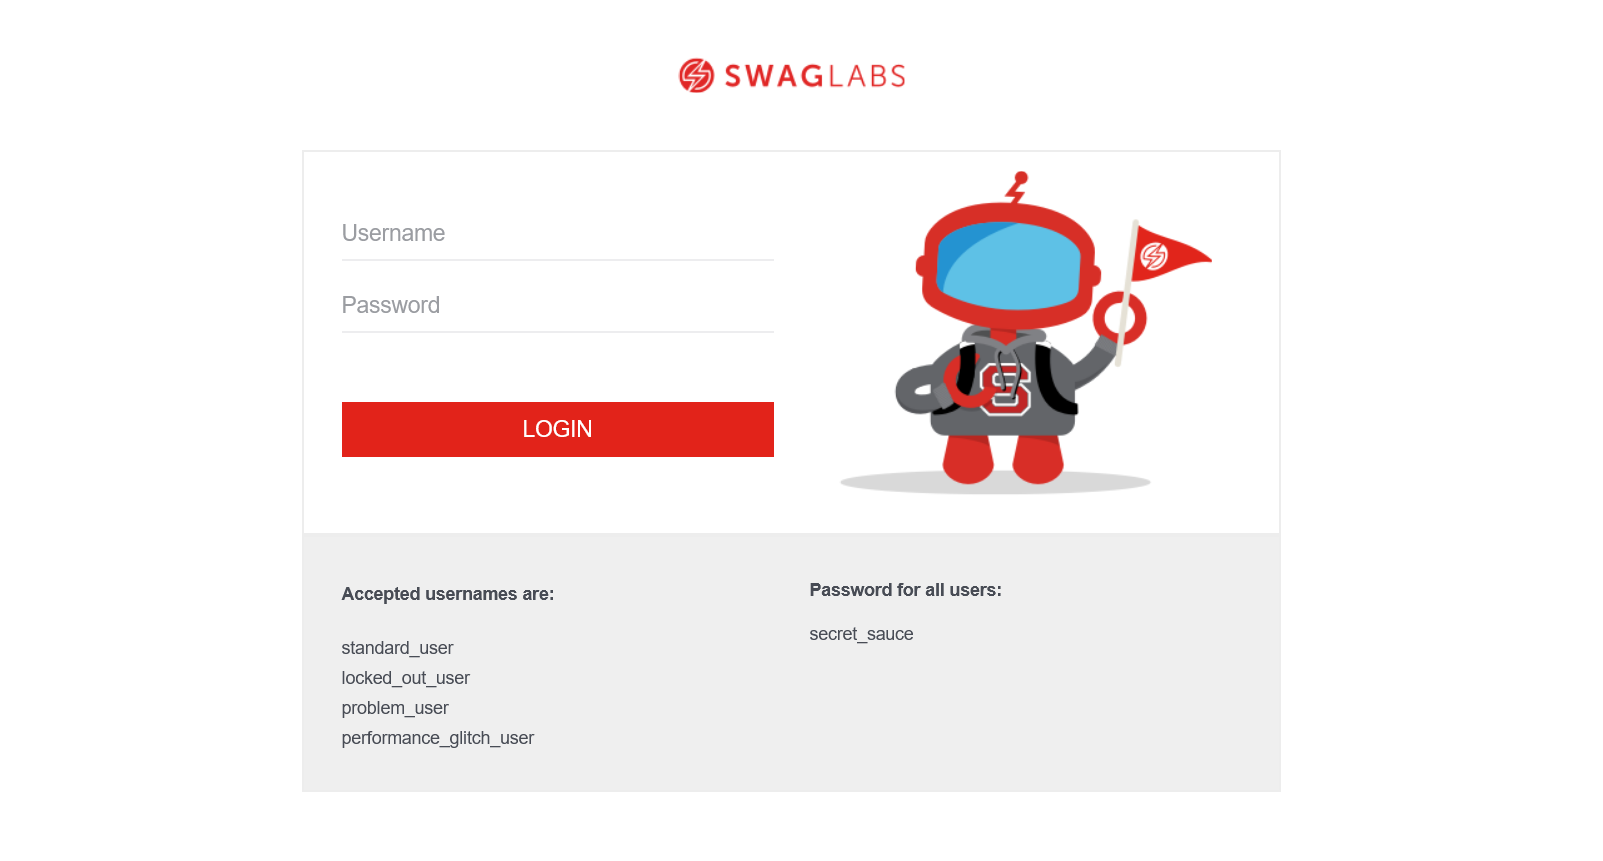 SWAGLABS
Username
Password
LOGIN
S
Accepted usernames are:
standard_user
locked_out_user
problem_user
performance_glitch_user
Password for all users:
secret_sauce